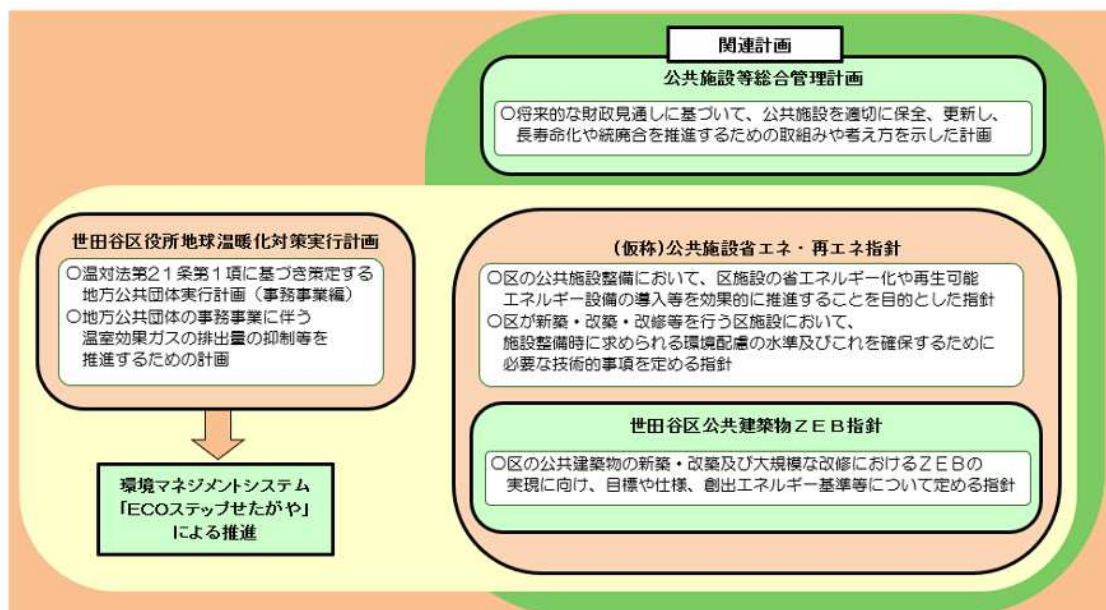 関連計画
公共施設等総合管理計画
○将来的な財政見通しに基づいて、公共施設を適切に保全、更新し、
長寿命化や統廃合を推進するための取組みや考え方を示した計画
世田谷区役所地球温暖化対策実行計画
○温対法第21条第1項に基づき策定する
地方公共団体実行計画（事務事業編）
○地方公共団体の事務事業に伴う
温室効果ガスの排出量の抑制等を
推進するための計画
環境マネジメントシステム
「ECOステップせたがや」
による推進
(仮称)公共施設省エネ・再エネ指針
○区の公共施設整備において、区施設の省エネルギー化や再生可能
エネルギー設備の導入等を効果的に推進することを目的とした指針
○区が新築・改築・改修等を行う区施設において、
施設整備時に求められる環境配慮の水準及びこれを確保するために
必要な技術的事項を定める指針
世田谷区公共建築物ZEB指針
○区の公共建築物の新築・改築及び大規模な改修におけるZEBの
実現に向け、目標や仕様、創出エネルギー基準等について定める指針